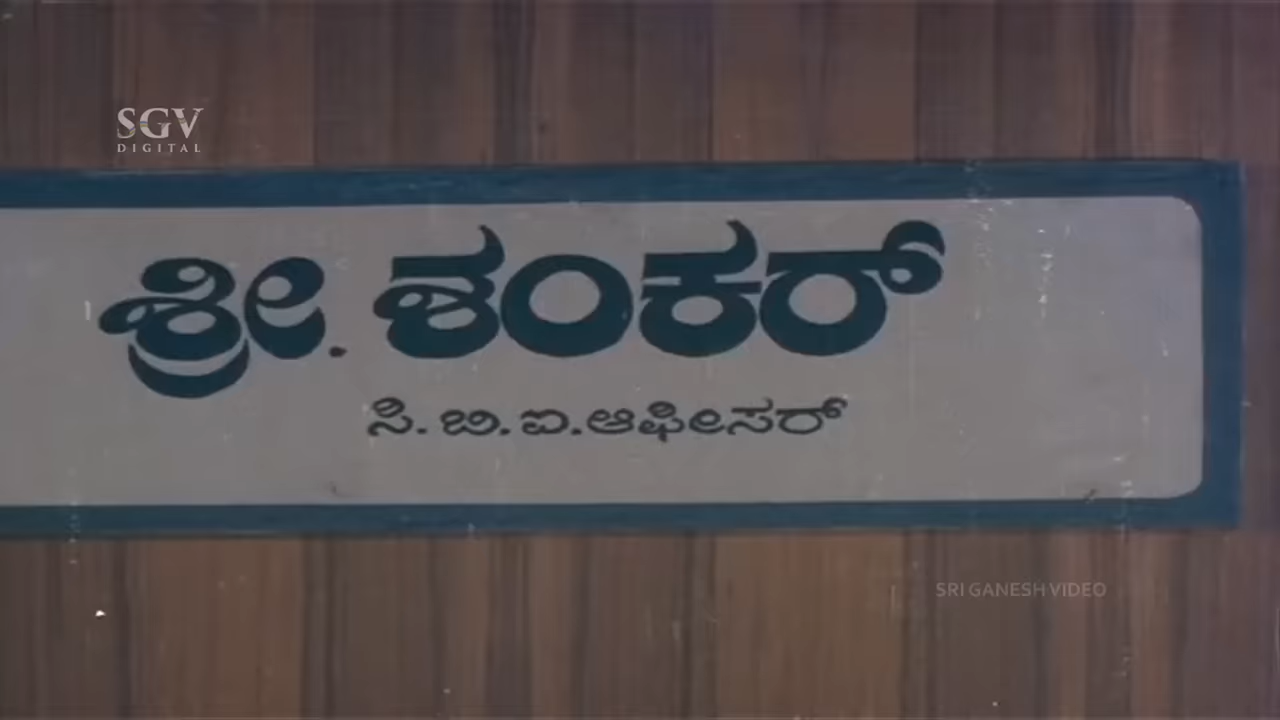 SGV
DIGITAL
ಶ್ರೀ. ಶಂಕರ್
ಸಿ. ಬಿ. ಐ. ಆಫೀಸರ್
SRI GANESH VIDEO